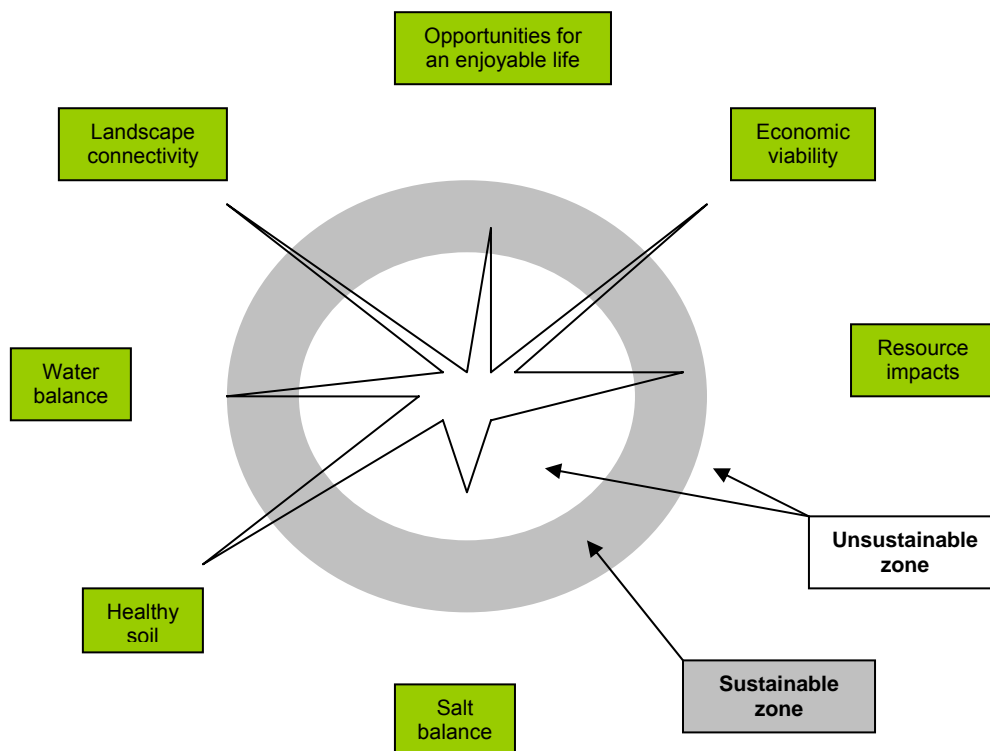 Opportunities for
an enjoyable life
Landscape
connectivity
Economic
viability
Water
balance
Resource
impacts
Unsustainable
zone
Healthy
soil
Sustainable
zone
Salt
balance